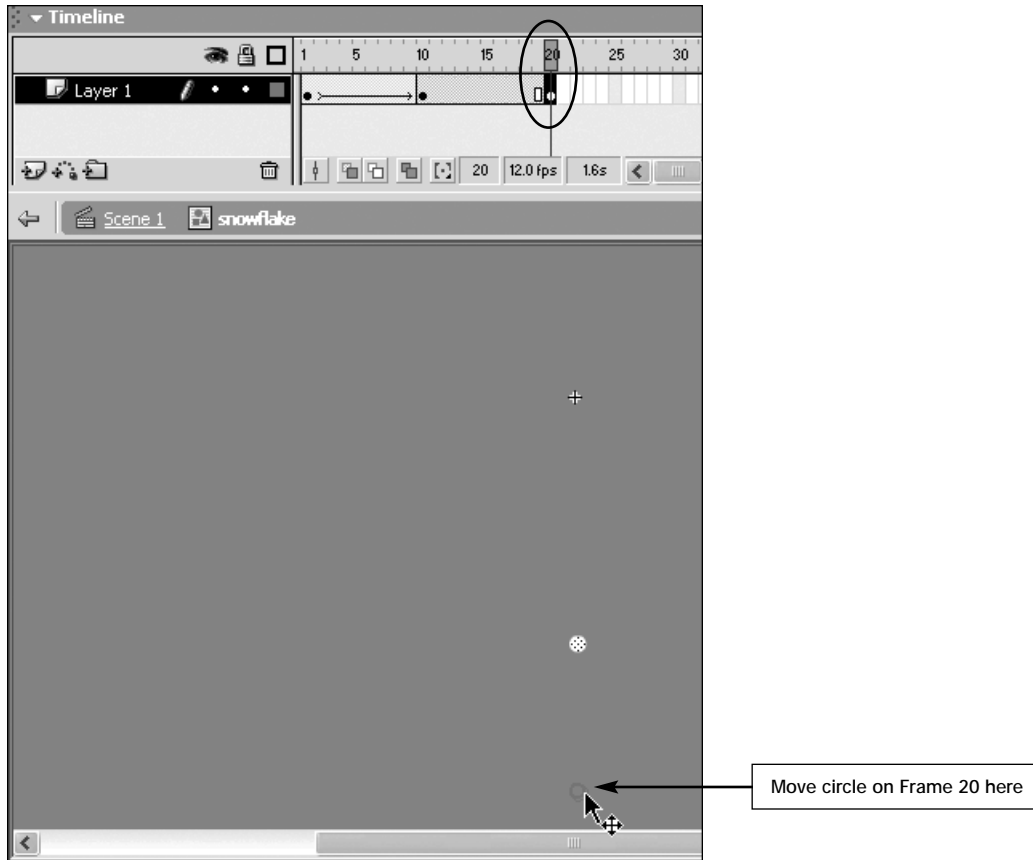 Timeline
1 5 10 15 20 25 30
Layer 1
20 12.0 fps 1.6s
Scene 1 snowflake
Move circle on Frame 20 here